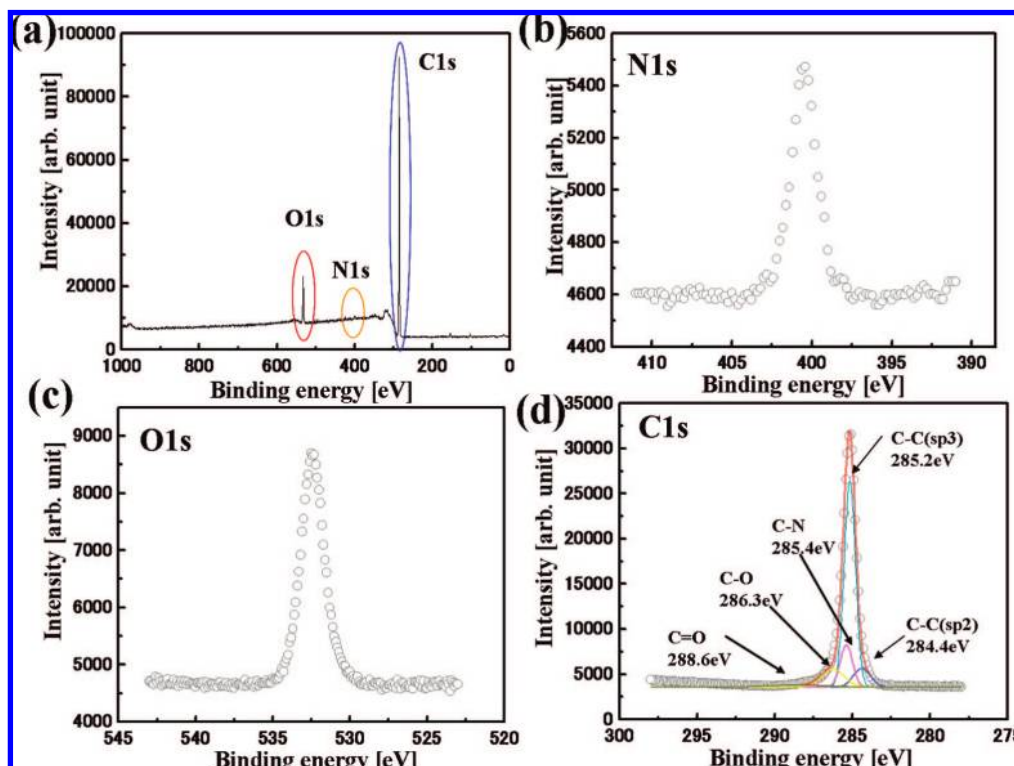 (a)
100000
80000
60000
40000
20000
0
Intensity [arb. unit]
C1s
O1s
N1s
1000 800 600 400 200 0
Binding energy [eV]
(b)
5600
5400
5200
5000
4800
4600
4400
Intensity [arb. unit]
N1s
410 405 400 395 390
Binding energy [eV]
(c)
9000
8000
7000
6000
5000
4000
Intensity [arb. unit]
O1s
545 540 535 530 525 520
Binding energy [eV]
(d)
35000
30000
25000
20000
15000
10000
5000
0
Intensity [arb. unit]
C1s
C-C(sp3)
285.2eV
C-N
285.4eV
C-O
286.3eV
C=O
288.6eV
C-C(sp2)
284.4eV
300 295 290 285 280 275
Binding energy [eV]